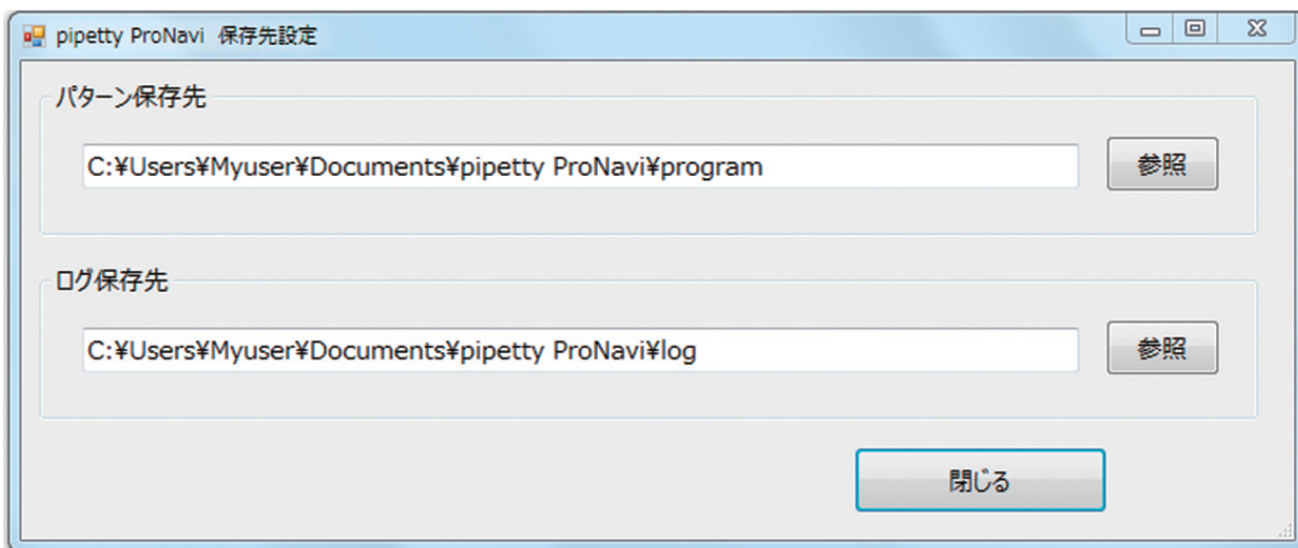 pipetty ProNavi 保存先設定
パターン保存先
C:¥Users¥Myuser¥Documents¥pipetty ProNavi¥program
参照
ログ保存先
C:¥Users¥Myuser¥Documents¥pipetty ProNavi¥log
参照
閉じる